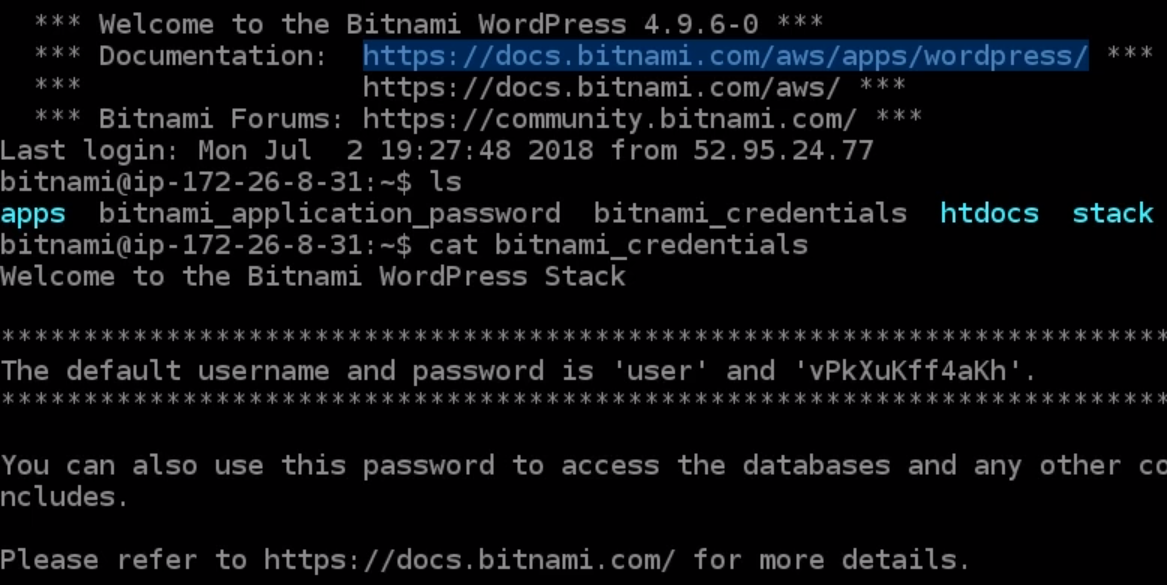 *** Welcome to the Bitnami WordPress 4.9.6-0 ***
*** Documentation:  https://docs.bitnami.com/aws/apps/wordpress/ ***
***                 https://docs.bitnami.com/aws/ ***
*** Bitnami Forums: https://community.bitnami.com/ ***
Last login: Mon Jul  2 19:27:48 2018 from 52.95.24.77
bitnami@ip-172-26-8-31:~$ ls
apps  bitnami_application_password  bitnami_credentials  htdocs  stack
bitnami@ip-172-26-8-31:~$ cat bitnami_credentials
Welcome to the Bitnami WordPress Stack
***********************************************************************
The default username and password is 'user' and 'vPkXuKff4aKh'.
***********************************************************************
You can also use this password to access the databases and any other co
ncludes.
Please refer to https://docs.bitnami.com/ for more details.